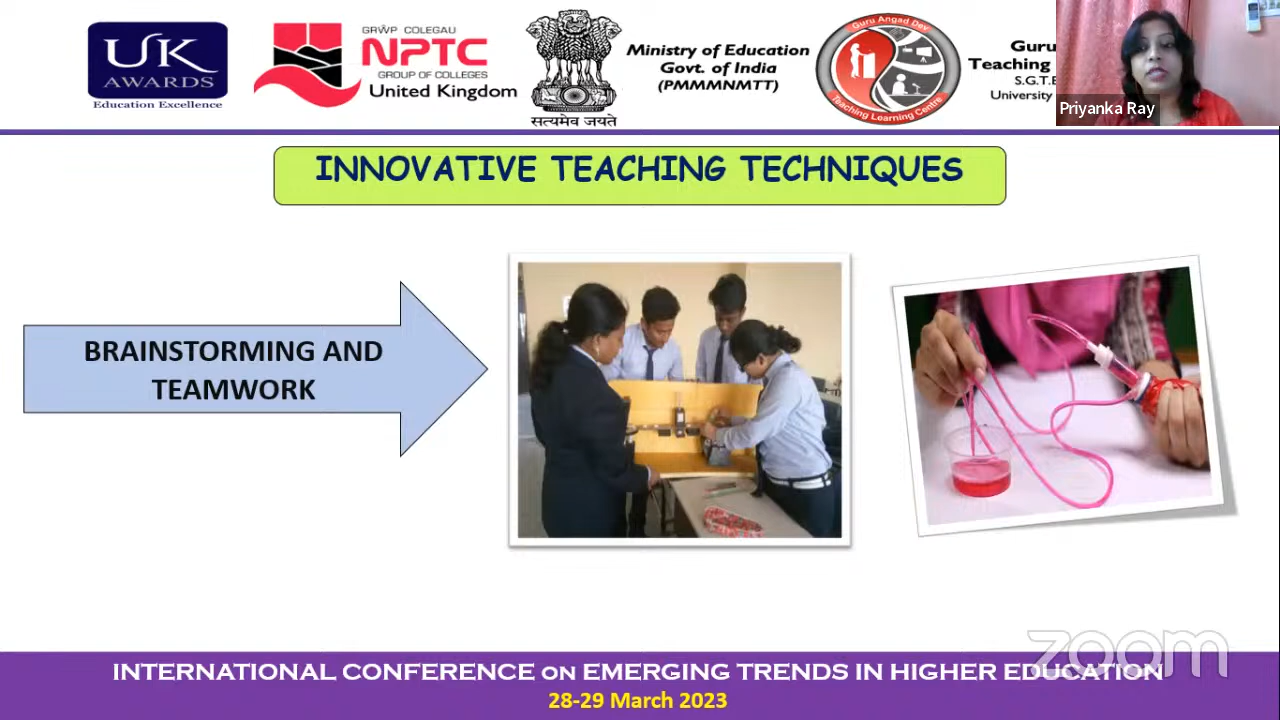 UK
AWARDS
Education Excellence
GRŴP COLEGAU
NPTC
GROUP OF COLLEGES
United Kingdom
सत्यमेव जयते
Ministry of Education
Govt. of India
(PMMMNMTT)
Guru Angad Dev
Teaching Learning Centre
Guru
Teaching
S.G.T.B
University
Priyanka Ray
INNOVATIVE TEACHING TECHNIQUES
BRAINSTORMING AND
TEAMWORK
zoom
INTERNATIONAL CONFERENCE ON EMERGING TRENDS IN HIGHER EDUCATION
28-29 March 2023